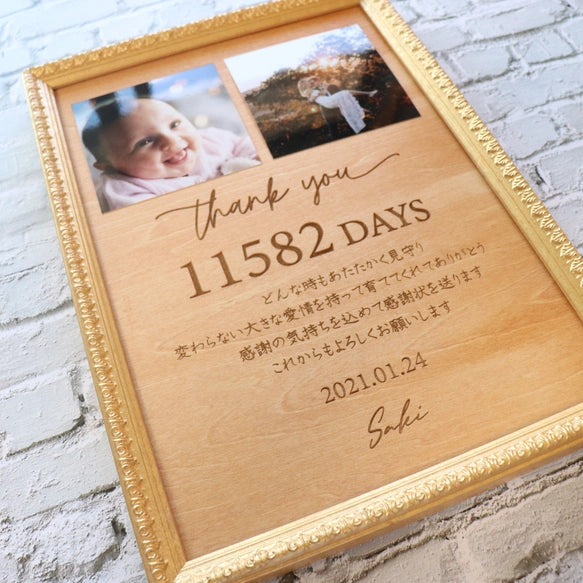 thank you
11582 DAYS
どんな時もあたたかく見守り
変わらない大きな愛情を持って育ててくれてありがとう
感謝の気持ちを込めて感謝状を送ります
これからもよろしくお願いします
2021.01.24
Saki